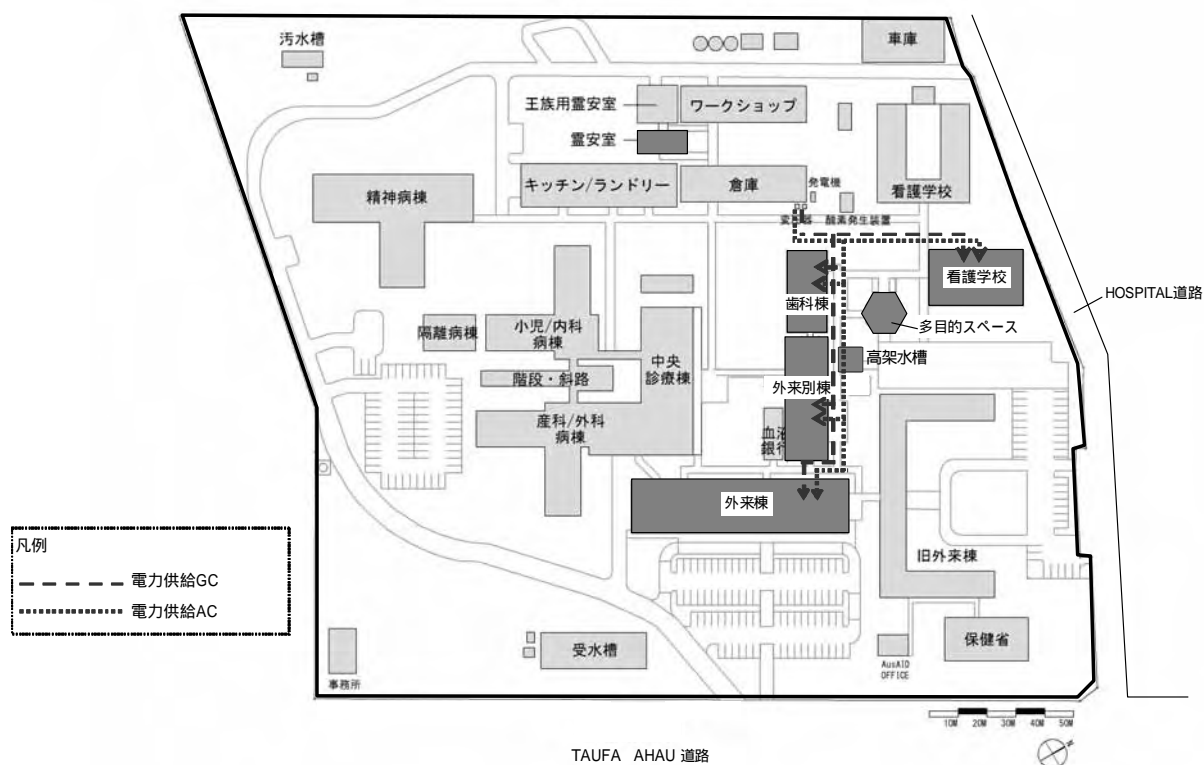 汚水槽
車庫
王族用霊安室
ワークショップ
霊安室
キッチン/ランドリー
倉庫
発電機
看護学校
精神病棟
酸素発生装置
看護学校
歯科棟
HOSPITAL道路
多目的スペース
隔離病棟
小児/内科
病棟
中央
診療棟
高架水槽
階段・斜路
外来別棟
産科/外科
病棟
血液
銀行
外来棟
凡例
電力供給GC
電力供給AC
旧外来棟
受水槽
保健省
AusAID
OFFICE
事務所
10M 20M 30M 40M 50M
N
TAUFA AHAU 道路